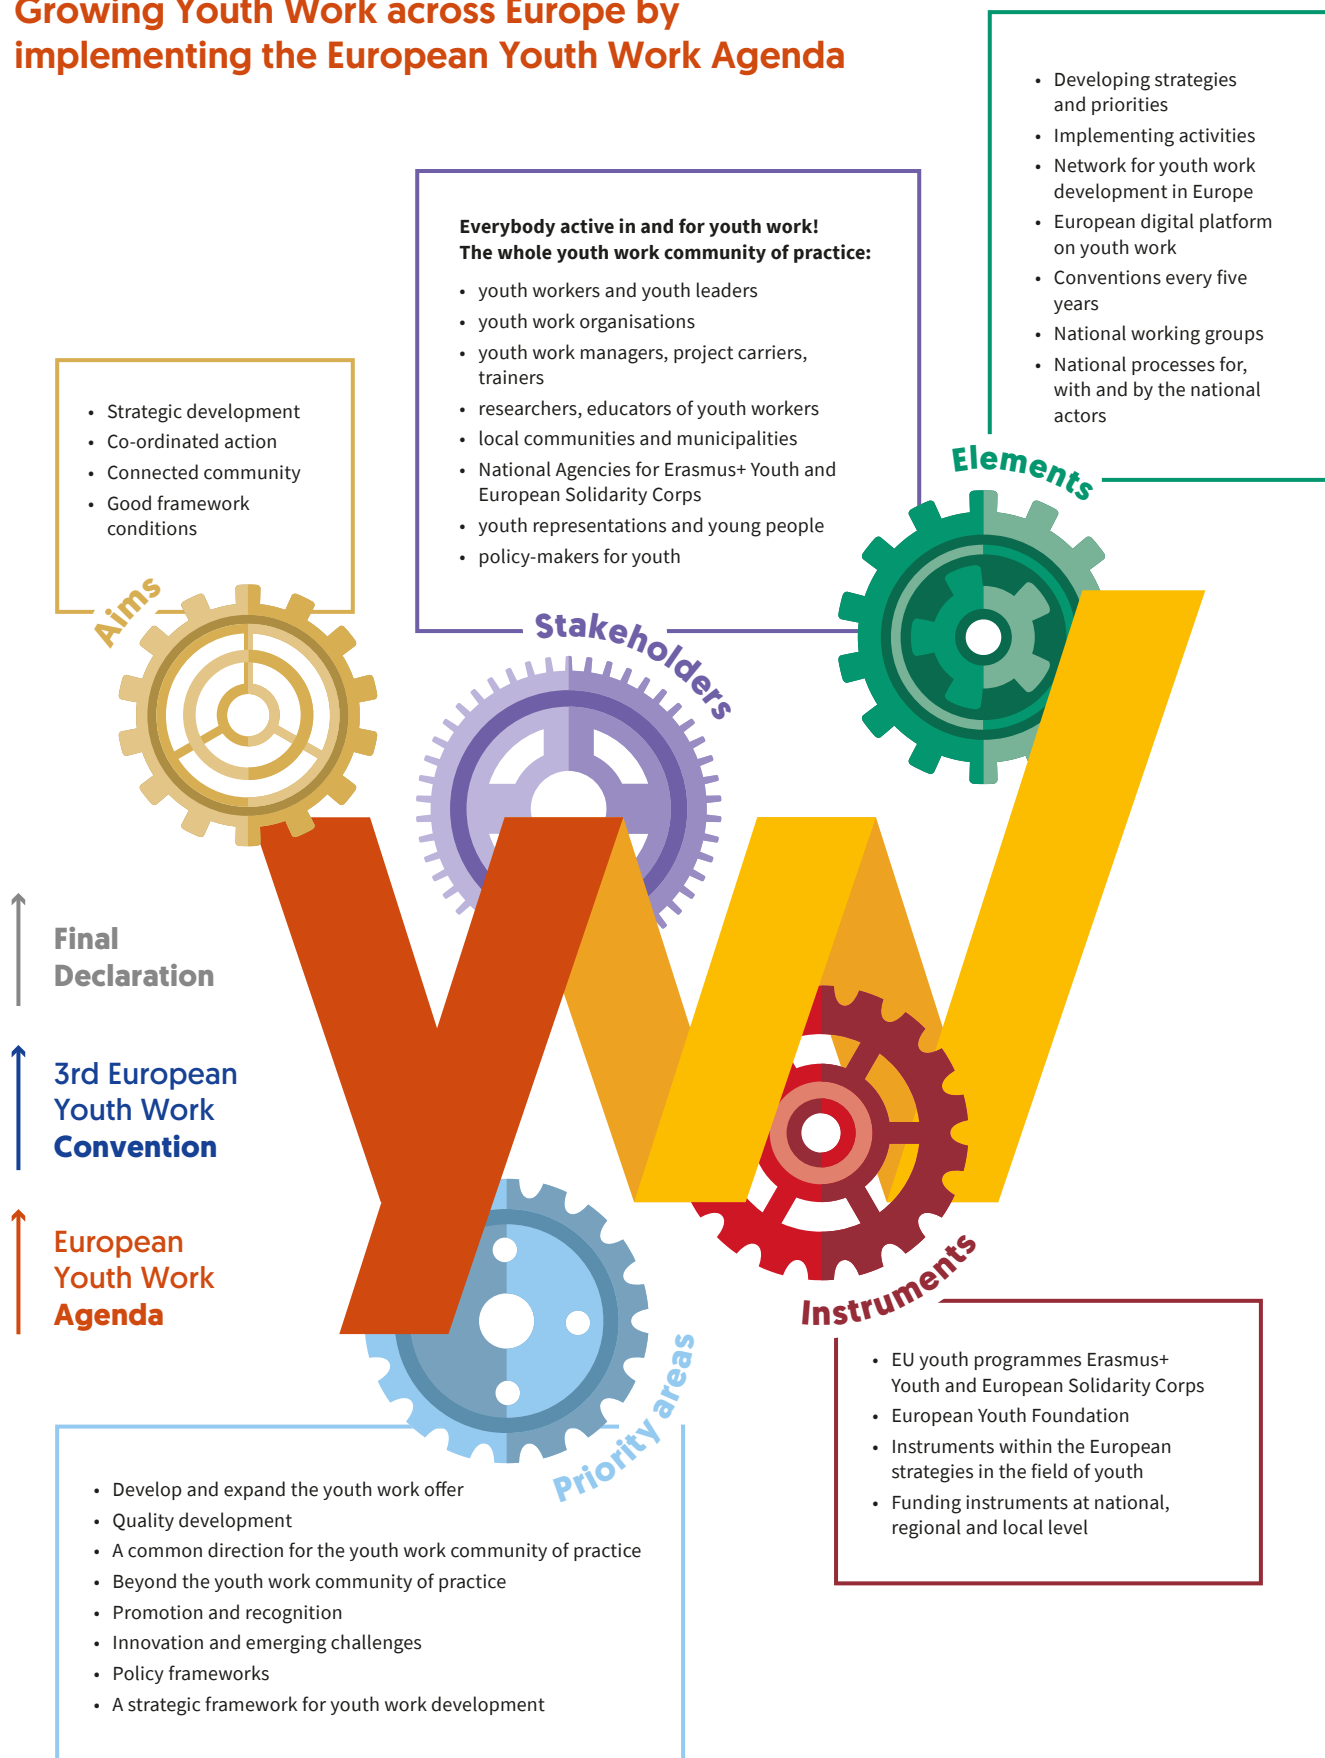 Growing Youth Work across Europe by
implementing the European Youth Work Agenda
• Developing strategies
and priorities
• Implementing activities
• Network for youth work
development in Europe
• European digital platform
on youth work
• Conventions every five
years
• National working groups
• National processes for,
with and by the national
actors
Elements
Everybody active in and for youth work!
The whole youth work community of practice:
• youth workers and youth leaders
• youth work organisations
• youth work managers, project carriers,
trainers
• researchers, educators of youth workers
• local communities and municipalities
• National Agencies for Erasmus+ Youth and
European Solidarity Corps
• youth representations and young people
• policy-makers for youth
Stakeholders
• Strategic development
• Co-ordinated action
• Connected community
• Good framework
conditions
Aims
Final
Declaration
3rd European
Youth Work
Convention
European
Youth Work
Agenda
Instruments
• EU youth programmes Erasmus+
Youth and European Solidarity Corps
• European Youth Foundation
• Instruments within the European
strategies in the field of youth
• Funding instruments at national,
regional and local level
Priority areas
• Develop and expand the youth work offer
• Quality development
• A common direction for the youth work community of practice
• Beyond the youth work community of practice
• Promotion and recognition
• Innovation and emerging challenges
• Policy frameworks
• A strategic framework for youth work development